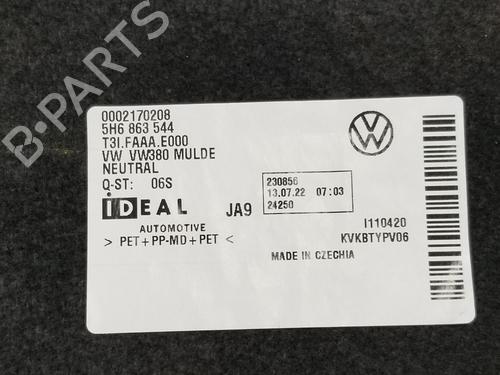 0002170208
5H6 863 544
T3I.FAAA.E000
VW VW380 MULDE
NEUTRAL
Q-ST: 06S
IDEAL
AUTOMOTIVE
> PET+PP-MD+PET <
JA9
230856
13.07.22 07:03
24250
I110420
KVKBTYPV06
MADE IN CZECHIA
B-PARTS